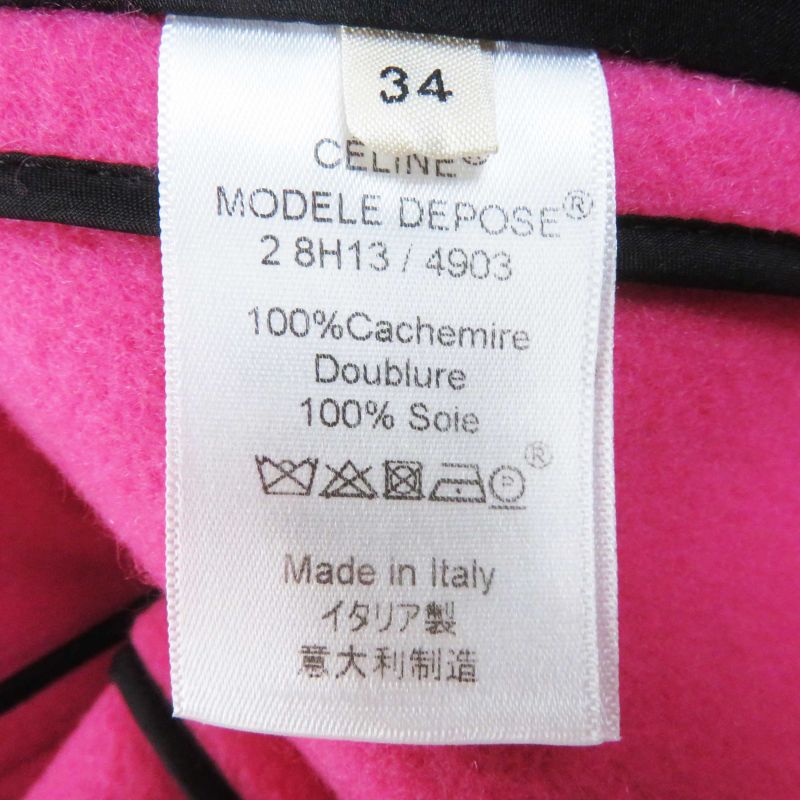 34
CELINE®
MODELE DEPOSE®
2 8H13 / 4903
100%Cachemire
Doublure
100% Soie
P ®
Made in Italy
イタリア製
意大利制造